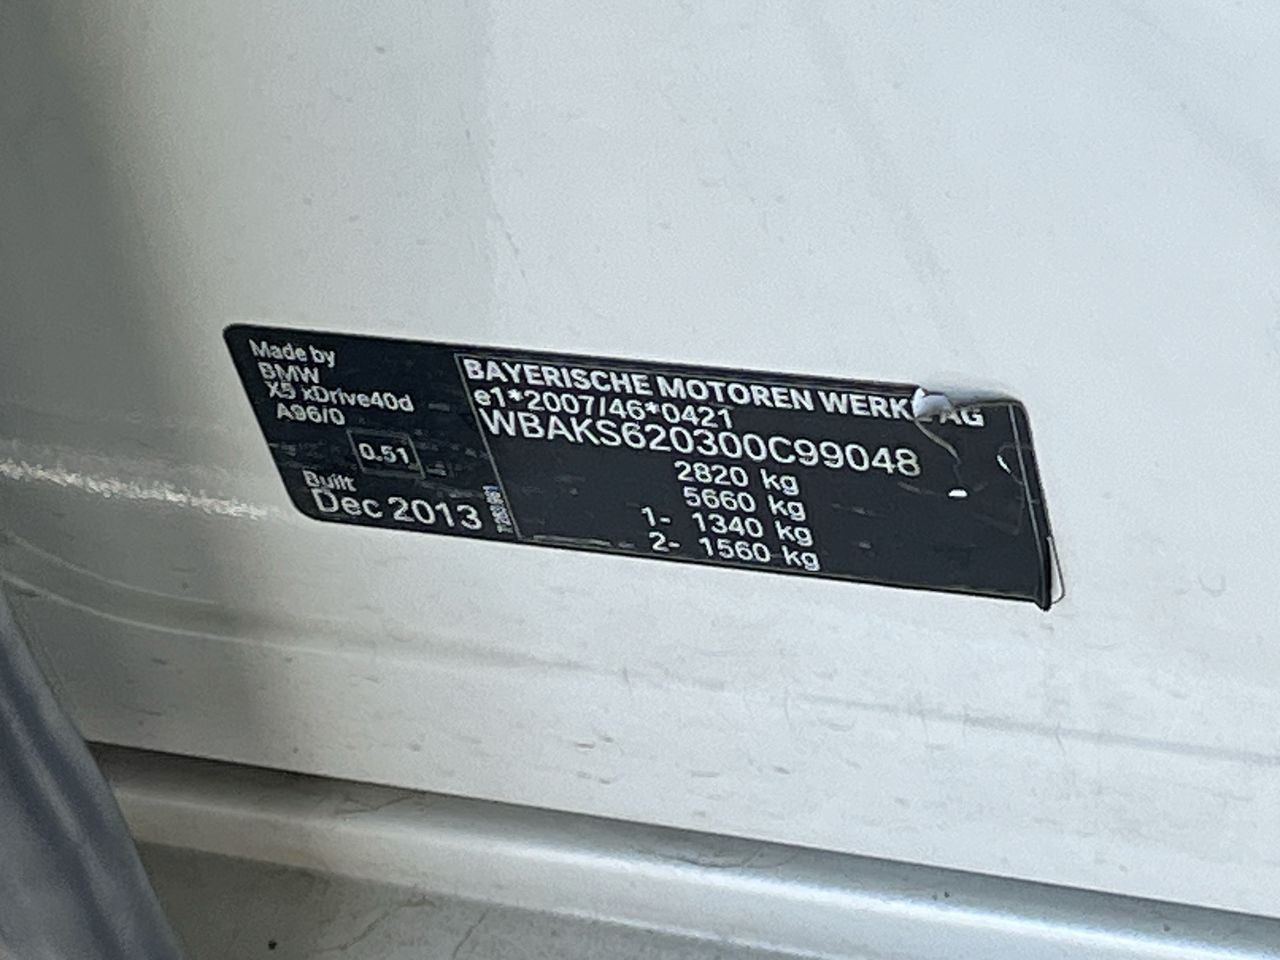 Made by
BMW
X5 xDrive40d
A96/0
0.51
Built
Dec 2013
BAYERISCHE MOTOREN WERK AG
e1*2007/46*0421
WBAKS620300C99048
2820 kg
5660 kg
1- 1340 kg
2- 1560 kg